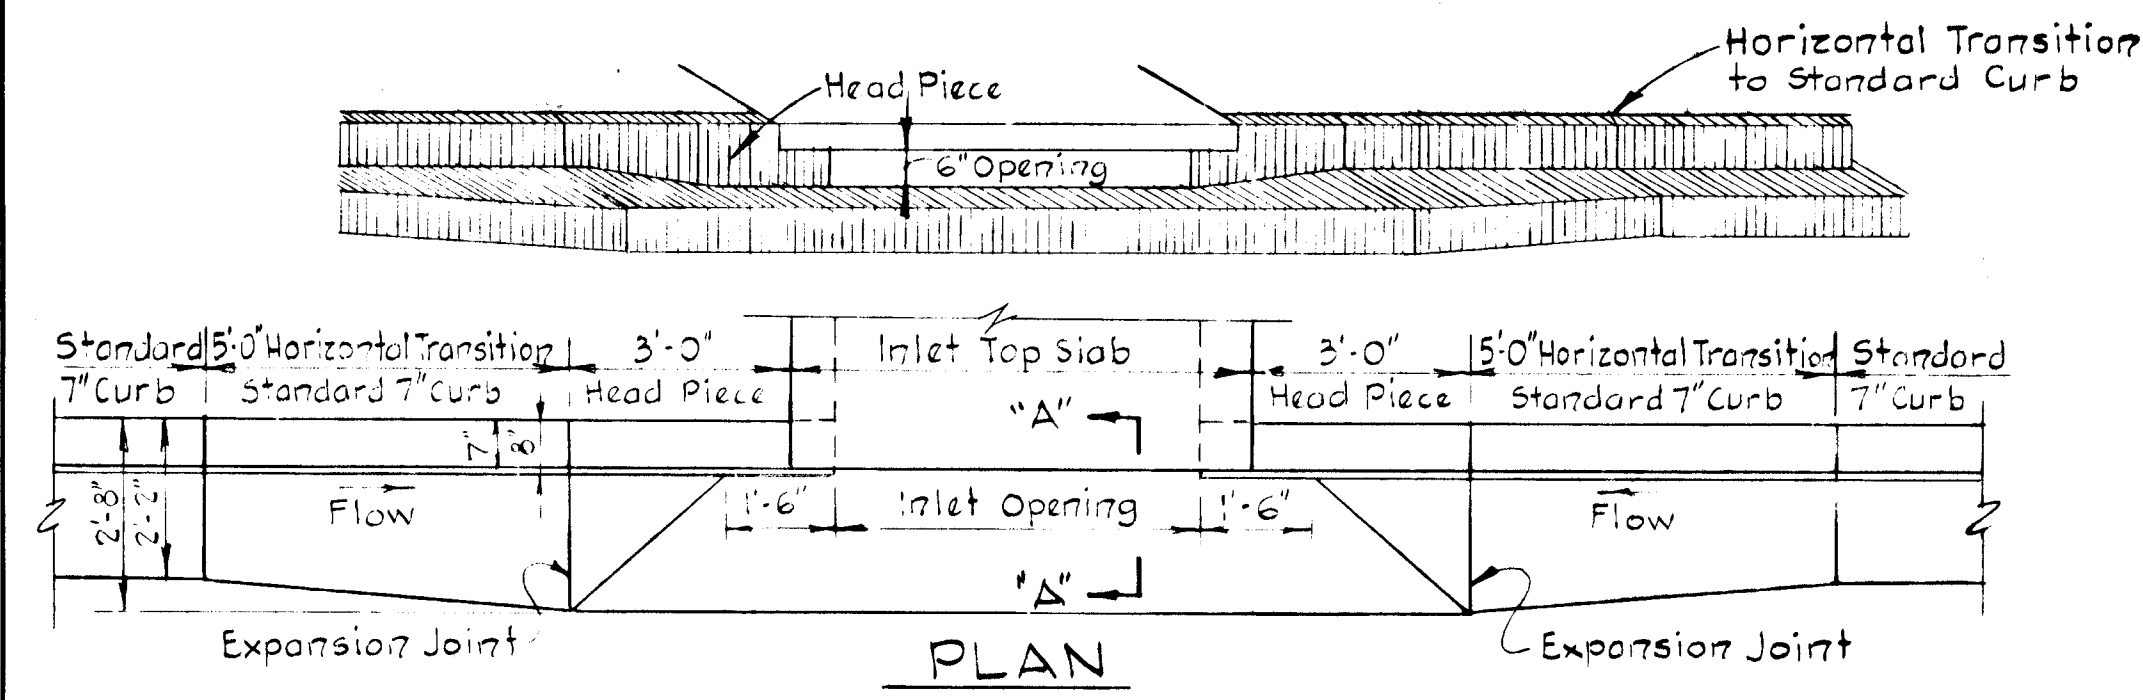 Horizontal Transition
to Standard Curb
Head Piece
6" Opening
Standard
7" Curb
5'-0" Horizontal Transition
Standard 7" Curb
3'-0"
Head Piece
Inlet Top Slab
3'-0"
Head Piece
5'-0" Horizontal Transition
Standard 7" Curb
Standard
7" Curb
"A"
7"
8"
2'-8"
2'-2"
Flow
1'-6"
Inlet Opening
1'-6"
Flow
"A"
Expansion Joint
PLAN
Expansion Joint